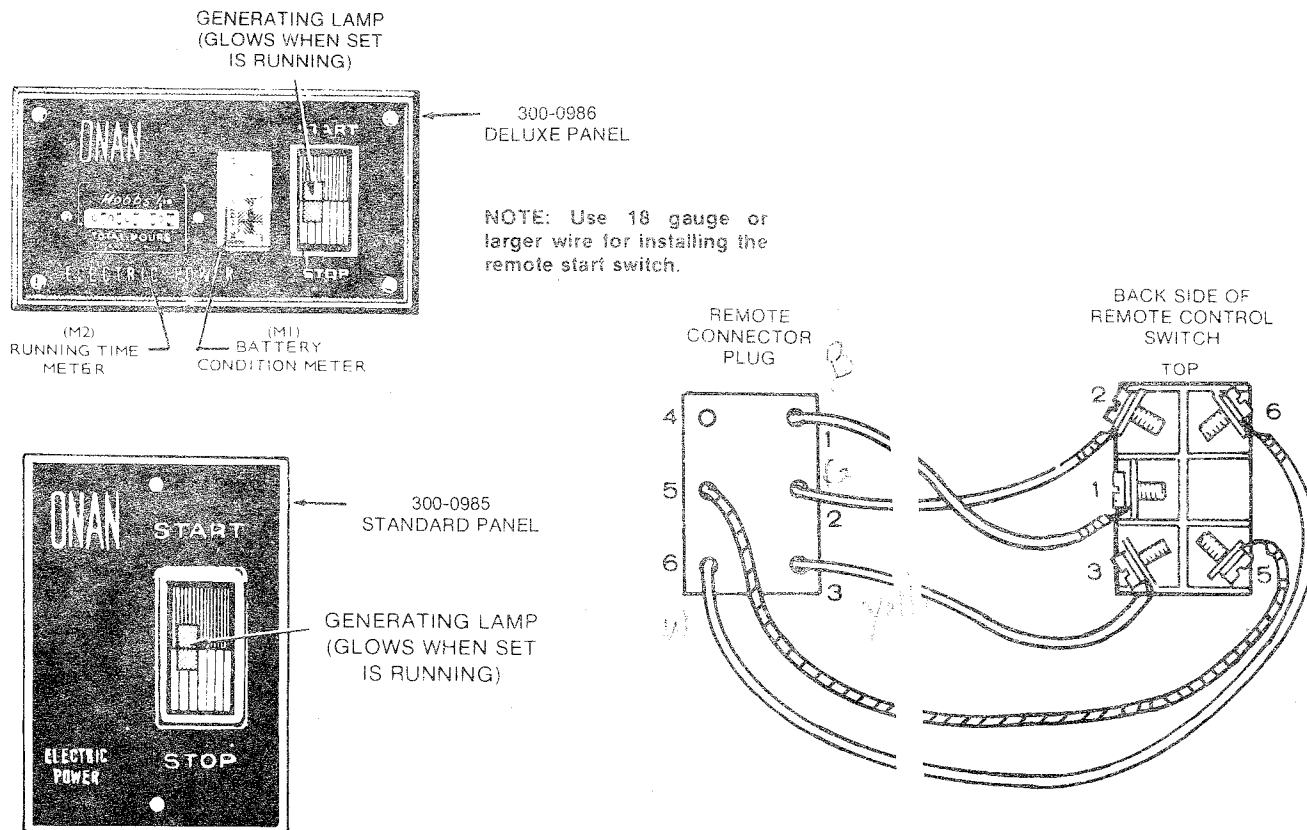 GENERATING LAMP
(GLOWS WHEN SET
IS RUNNING)
300-0986
DELUXE PANEL
ONAN
START
TOTAL HOURS
STOP
ELECTRIC POWER
(M2)
RUNNING TIME
METER
(M1)
BATTERY
CONDITION METER
NOTE: Use 18 gauge or
larger wire for installing the
remote start switch.
300-0985
STANDARD PANEL
ONAN
START
GENERATING LAMP
(GLOWS WHEN SET
IS RUNNING)
STOP
ELECTRIC
POWER
REMOTE
CONNECTOR
PLUG
B
4
1
G
5
2
6
3
BACK SIDE OF
REMOTE CONTROL
SWITCH
TOP
2
6
1
3
5